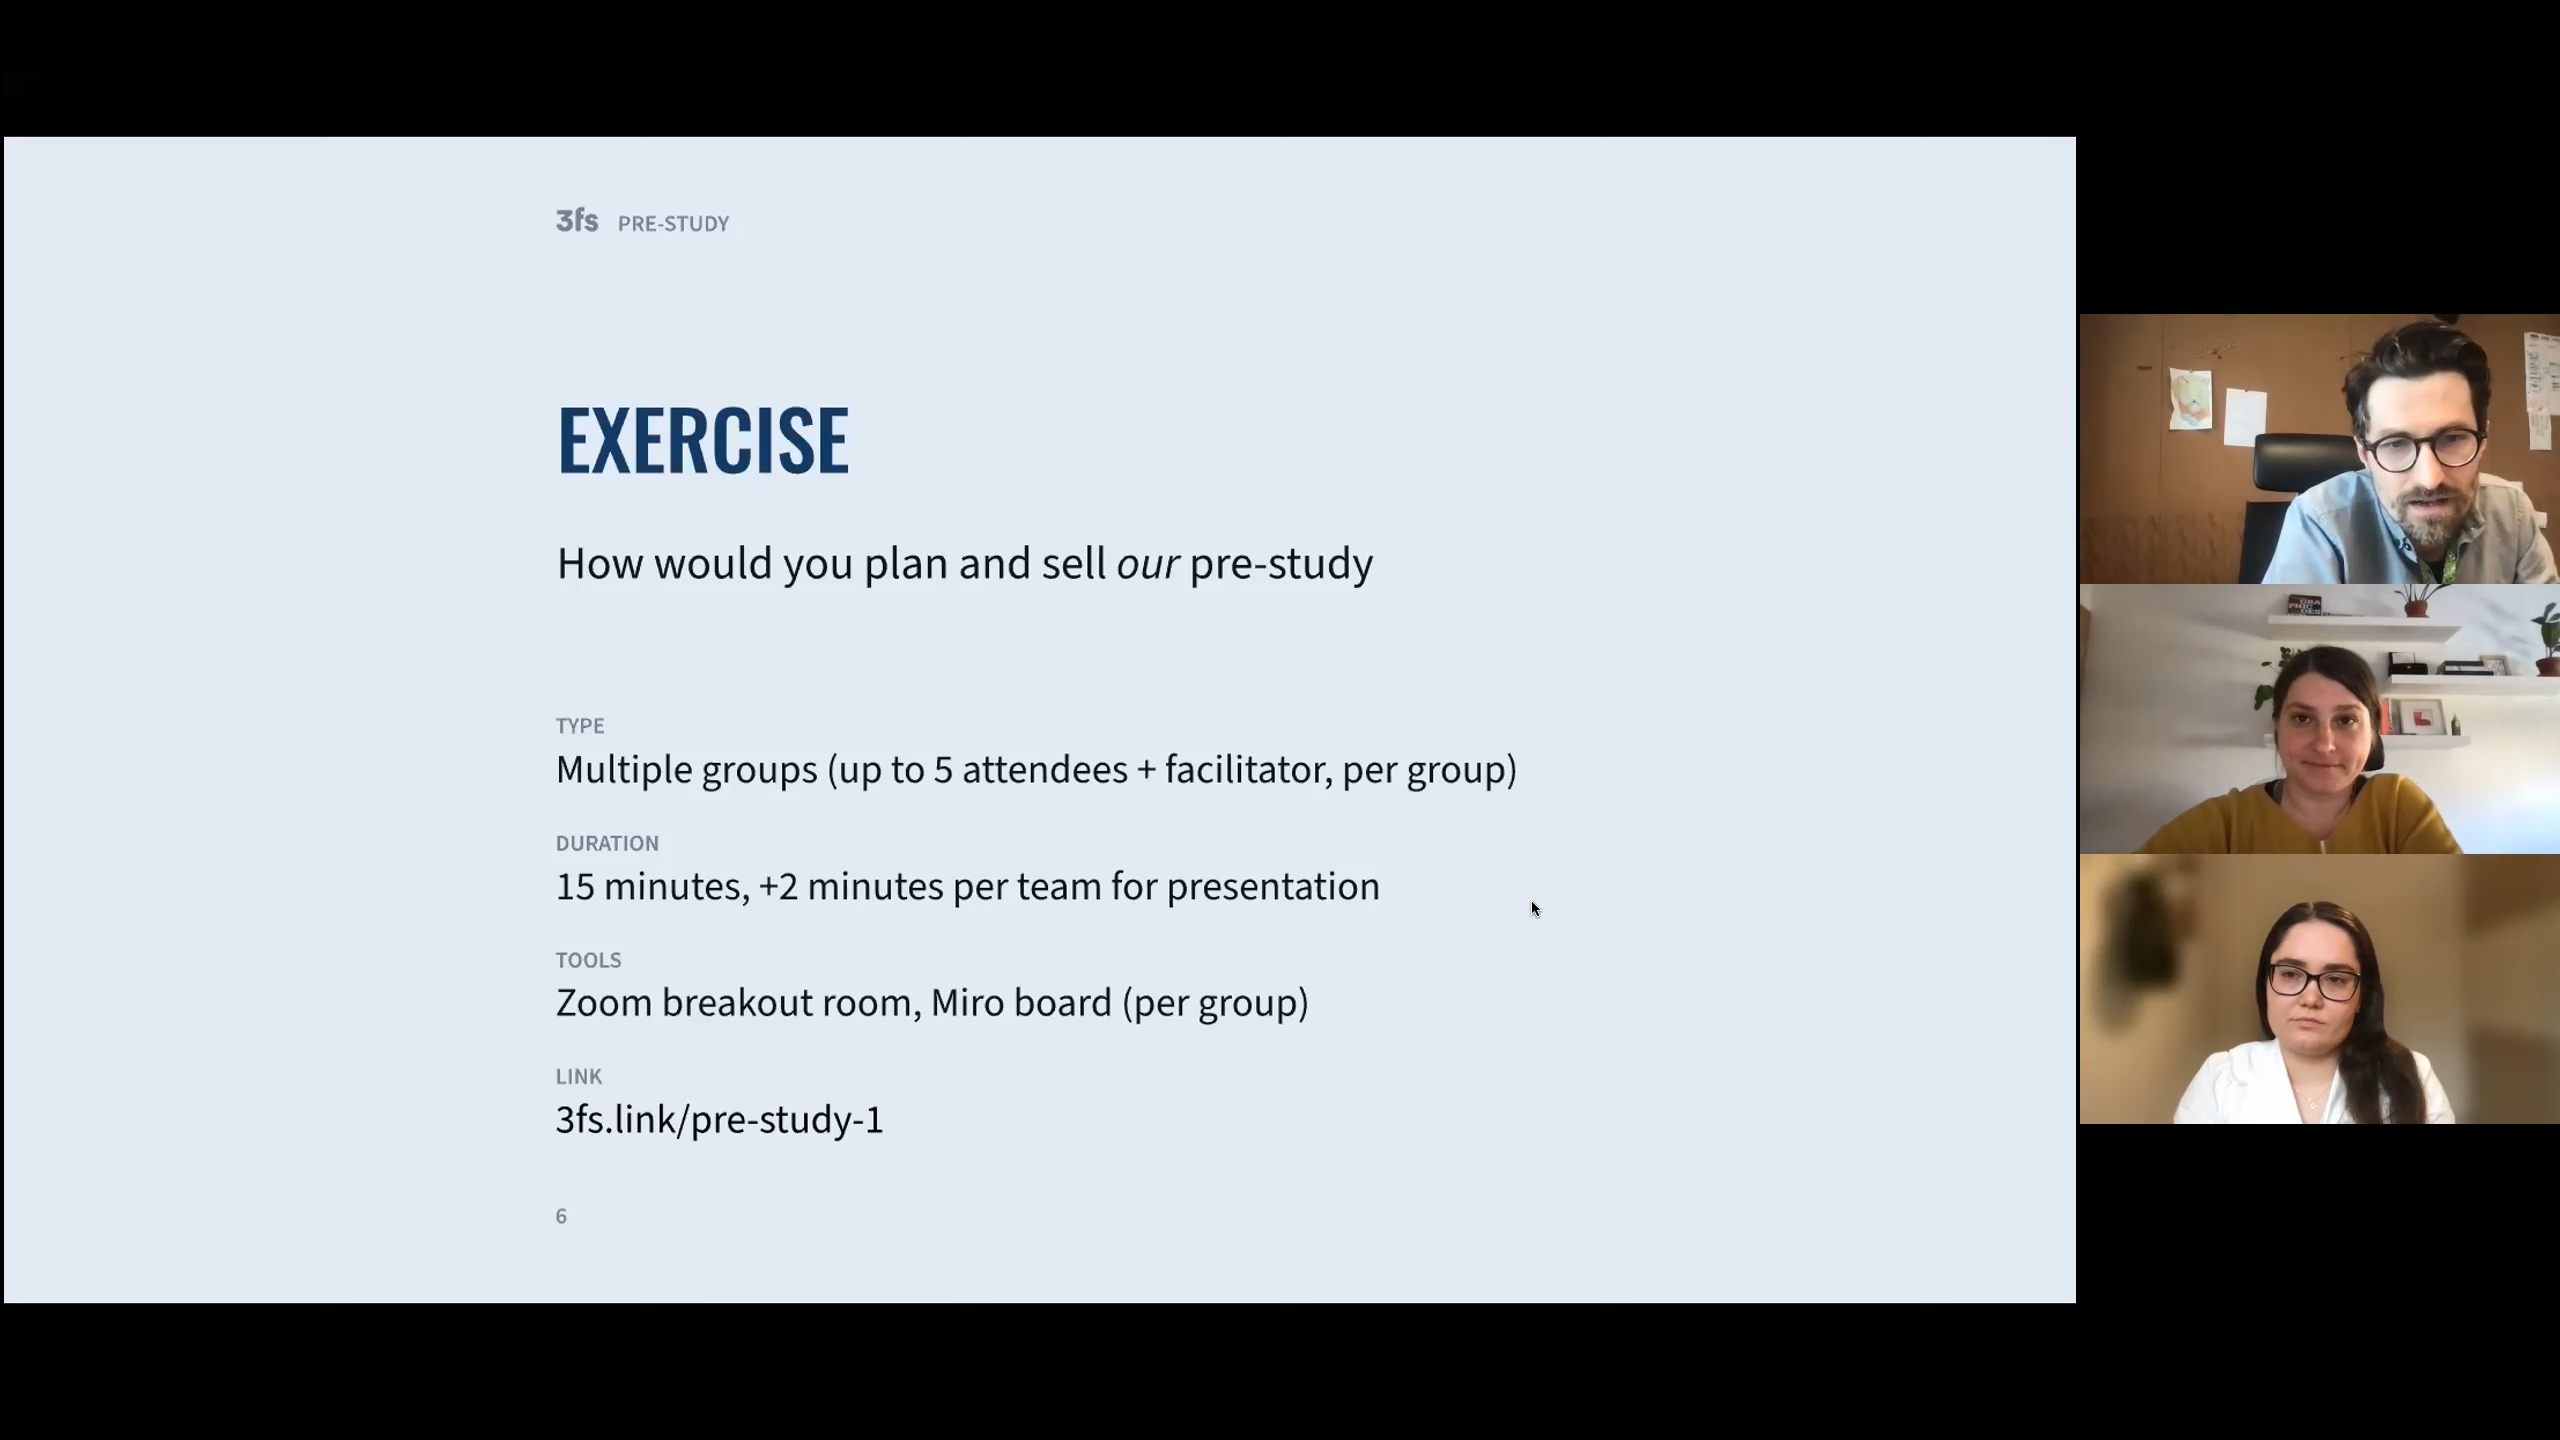 3fs PRE-STUDY
EXERCISE
How would you plan and sell our pre-study
TYPE
Multiple groups (up to 5 attendees + facilitator, per group)
DURATION
15 minutes, +2 minutes per team for presentation
TOOLS
Zoom breakout room, Miro board (per group)
LINK
3fs.link/pre-study-1
6